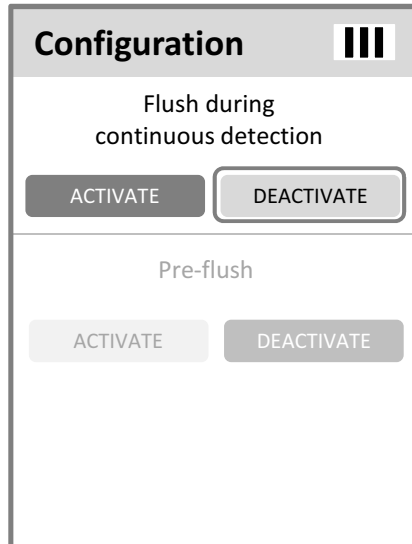 Configuration
Flush during
continuous detection
ACTIVATE DEACTIVATE
Pre-flush
ACTIVATE DEACTIVATE